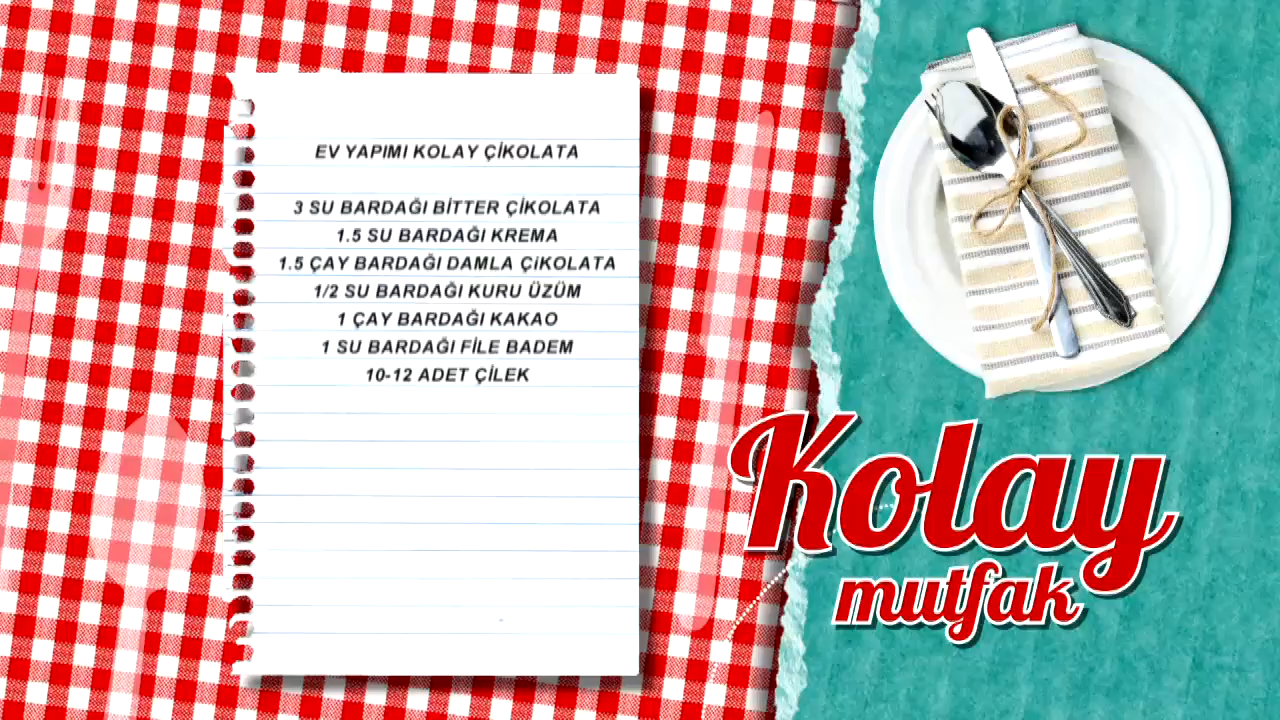 EV YAPIMI KOLAY ÇİKOLATA
3 SU BARDAĞI BİTTER ÇİKOLATA
1.5 SU BARDAĞI KREMA
1.5 ÇAY BARDAĞI DAMLA ÇİKOLATA
1/2 SU BARDAĞI KURU ÜZÜM
1 ÇAY BARDAĞI KAKAO
1 SU BARDAĞI FİLE BADEM
10-12 ADET ÇİLEK
Kolay
mutfak